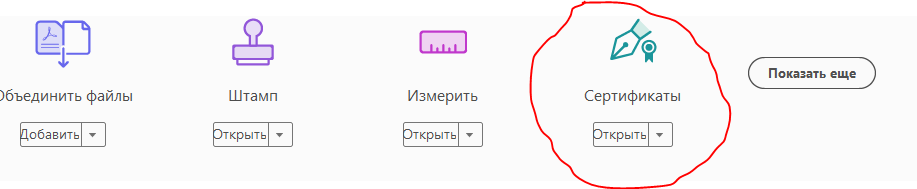 Объединить файлы
Штамп
Измерить
Сертификаты
Показать еще
Добавить
Открыть
Открыть
Открыть